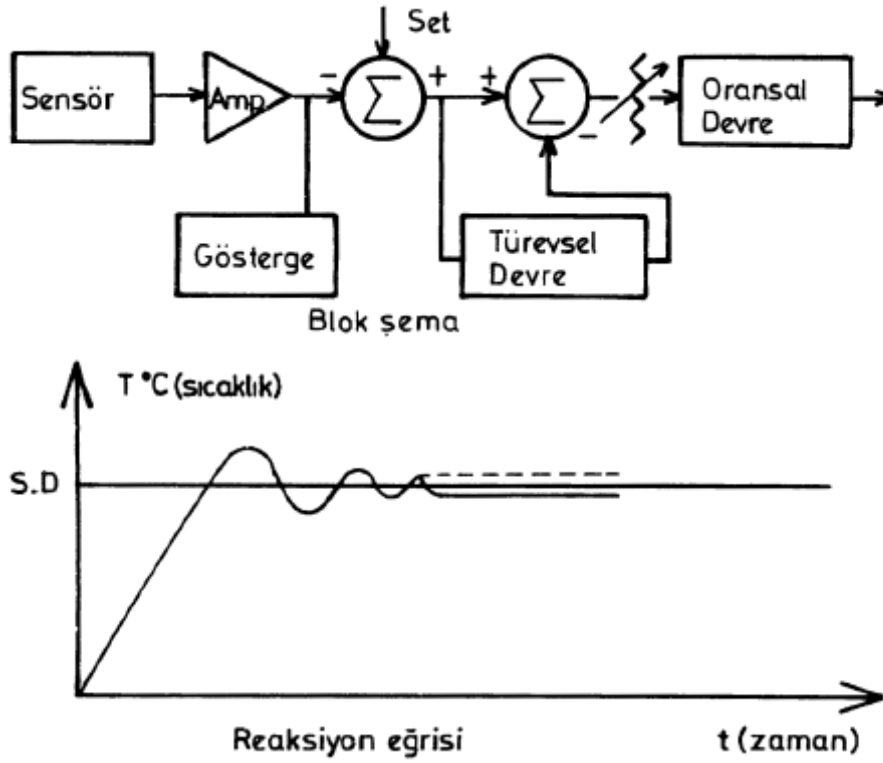 Set
Sensör
Amp.
-
+
+
-
Σ
Σ
Oransal
Devre
Gösterge
Türevsel
Devre
Blok şema
T °C (sıcaklık)
S.D
Reaksiyon eğrisi
t (zaman)